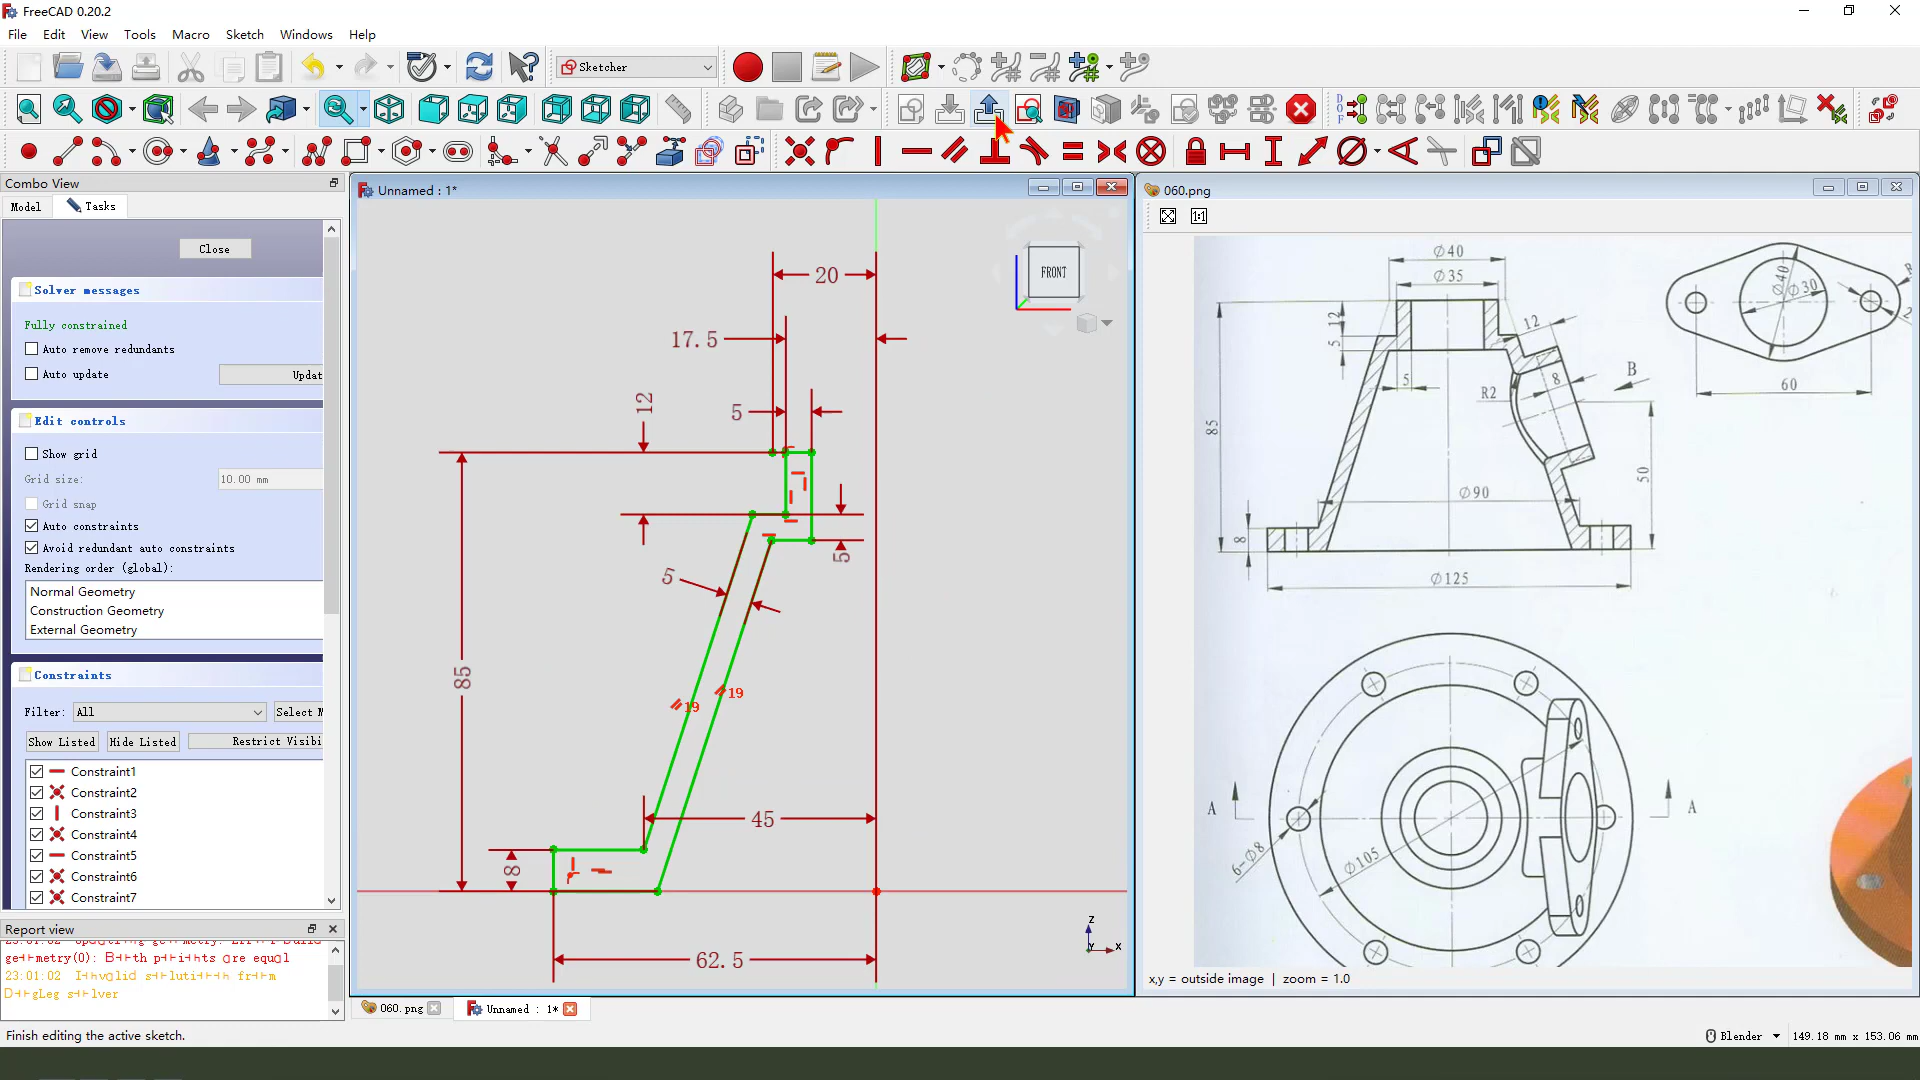 FreeCAD 0.20.2
File Edit View Tools Macro Sketch Windows Help
Sketcher
Combo View
Model Tasks
Close
Solver messages
Fully constrained
Auto remove redundants
Auto update
Updat
Edit controls
Show grid
Grid size: 10.00 mm
Grid snap
Auto constraints
Avoid redundant auto constraints
Rendering order (global):
Normal Geometry
Construction Geometry
External Geometry
Constraints
Filter: All Select M
Show Listed Hide Listed Restrict Visibi
Constraint1
Constraint2
Constraint3
Constraint4
Constraint5
Constraint6
Constraint7
Report view
23:01:02
Unnamed : 1*
20
17.5
12
5
5
5
85
19
19
45
8
62.5
FRONT
Z
Y
X
060.png
1:1
Ø40
Ø35
12
12
5
5
8
B
R2
85
50
Ø90
8
Ø125
Ø40
Ø30
60
A
A
6-Ø8
Ø105
x,y = outside image | zoom = 1.0
060.png
Unnamed : 1*
Finish editing the active sketch.
Blender
149.18 mm x 153.06 mm